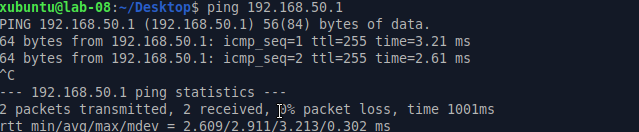 xubuntu@lab-08:~/Desktop$ ping 192.168.50.1
PING 192.168.50.1 (192.168.50.1) 56(84) bytes of data.
64 bytes from 192.168.50.1: icmp_seq=1 ttl=255 time=3.21 ms
64 bytes from 192.168.50.1: icmp_seq=2 ttl=255 time=2.61 ms
^C
--- 192.168.50.1 ping statistics ---
2 packets transmitted, 2 received, 0% packet loss, time 1001ms
rtt min/avg/max/mdev = 2.609/2.911/3.213/0.302 ms